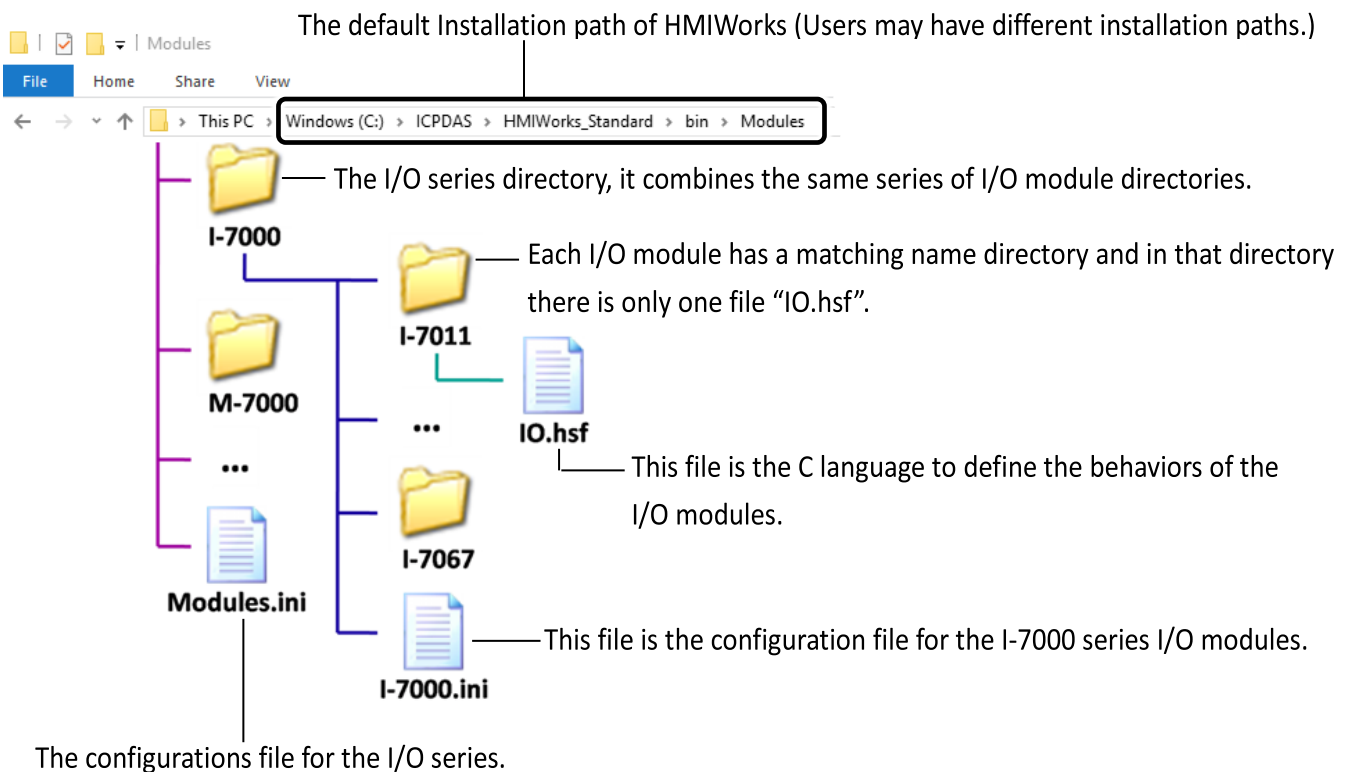 The default Installation path of HMIWorks (Users may have different installation paths.)
Modules
File Home Share View
This PC > Windows (C:) > ICPDAS > HMIWorks_Standard > bin > Modules
The I/O series directory, it combines the same series of I/O module directories.
I-7000
Each I/O module has a matching name directory and in that directory
there is only one file “IO.hsf”.
I-7011
M-7000
...
IO.hsf
...
This file is the C language to define the behaviors of the
I/O modules.
I-7067
Modules.ini
This file is the configuration file for the I-7000 series I/O modules.
I-7000.ini
The configurations file for the I/O series.